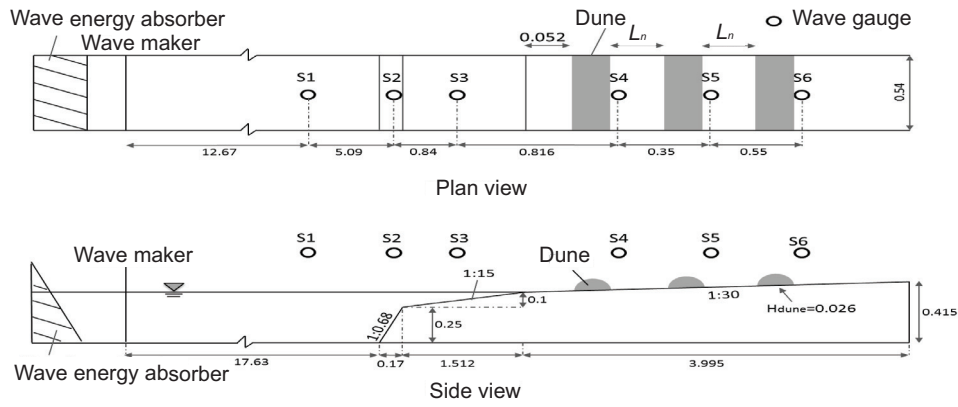 Wave energy absorber
Wave maker
Dune
Wave gauge
0.052
Ln
Ln
S1
S2
S3
S4
S5
S6
0.54
12.67
5.09
0.84
0.816
0.35
0.55
Plan view
S1
S2
S3
S4
S5
S6
Wave maker
Dune
1:15
1:30
0.1
Hdune=0.026
0.415
1:0.68
0.25
17.63
0.17
1.512
3.995
Wave energy absorber
Side view